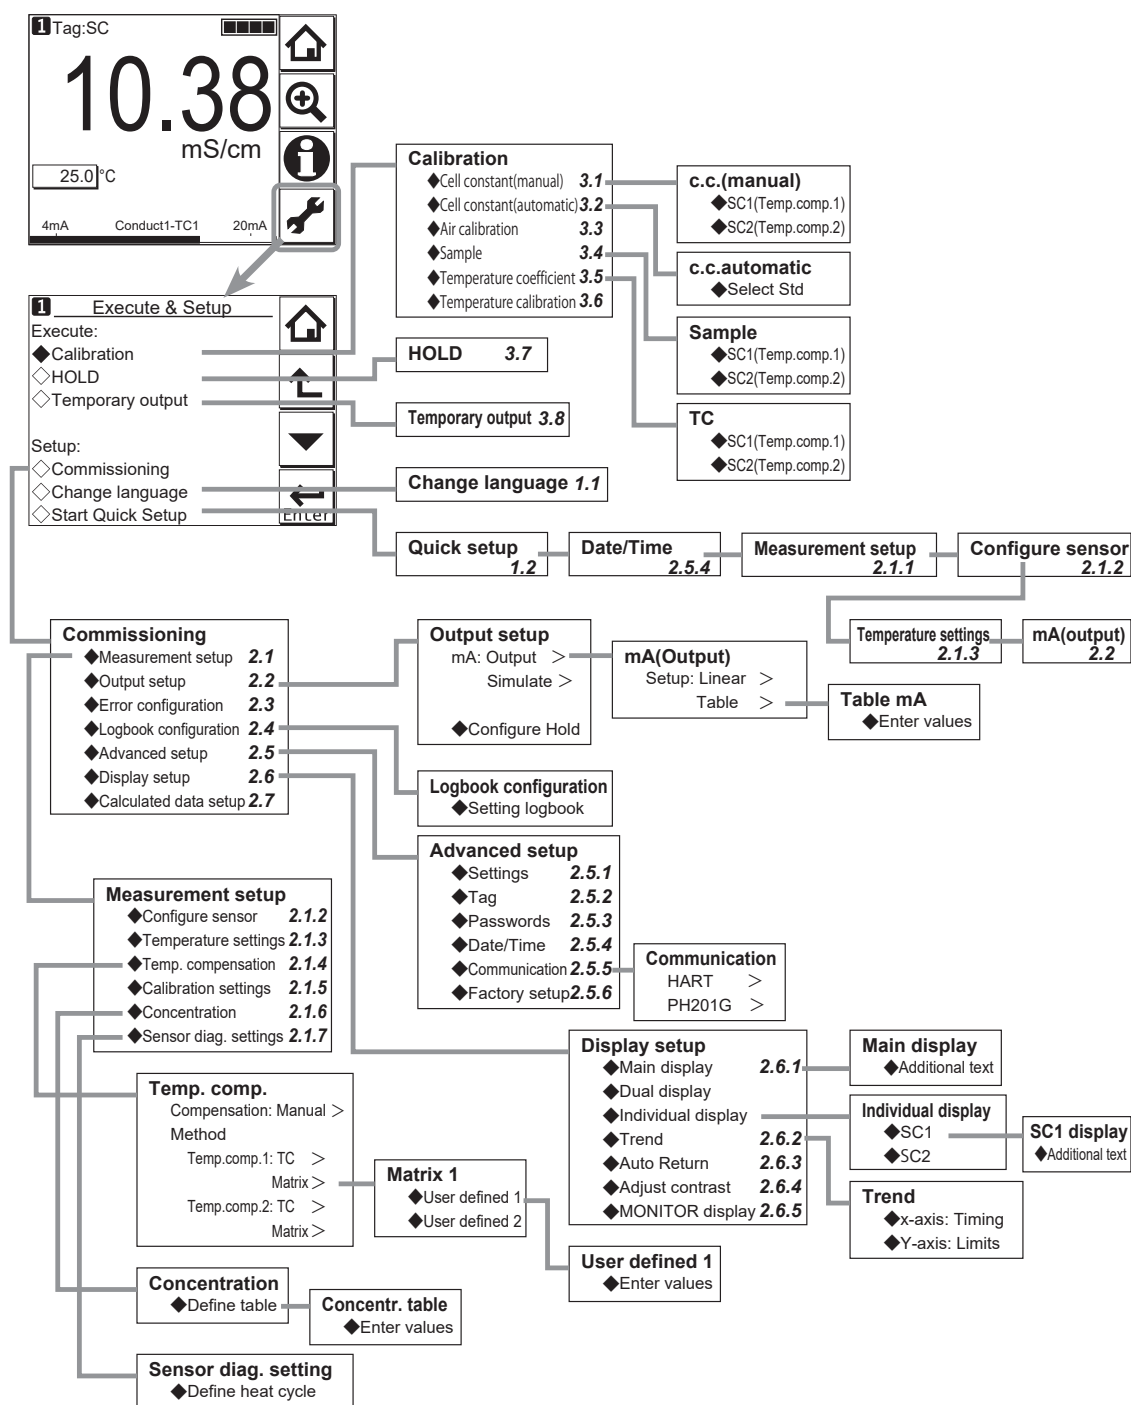 1 Tag:SC
10.38
mS/cm
25.0 °C
4mA Conduct1-TC1 20mA
1 Execute & Setup
Execute:
◆Calibration
◇HOLD
◇Temporary output
Setup:
◇Commissioning
◇Change language
◇Start Quick Setup
Enter
Calibration
◆Cell constant(manual) 3.1
◆Cell constant(automatic) 3.2
◆Air calibration 3.3
◆Sample 3.4
◆Temperature coefficient 3.5
◆Temperature calibration 3.6
c.c.(manual)
◆SC1(Temp.comp.1)
◆SC2(Temp.comp.2)
c.c.automatic
◆Select Std
Sample
◆SC1(Temp.comp.1)
◆SC2(Temp.comp.2)
TC
◆SC1(Temp.comp.1)
◆SC2(Temp.comp.2)
HOLD 3.7
Temporary output 3.8
Change language 1.1
Quick setup
1.2
Date/Time
2.5.4
Measurement setup
2.1.1
Configure sensor
2.1.2
Temperature settings
2.1.3
mA(output)
2.2
Commissioning
◆Measurement setup 2.1
◆Output setup 2.2
◆Error configuration 2.3
◆Logbook configuration 2.4
◆Advanced setup 2.5
◆Display setup 2.6
◆Calculated data setup 2.7
Output setup
mA: Output >
Simulate >
◆Configure Hold
mA(Output)
Setup: Linear >
Table >
Table mA
◆Enter values
Logbook configuration
◆Setting logbook
Advanced setup
◆Settings 2.5.1
◆Tag 2.5.2
◆Passwords 2.5.3
◆Date/Time 2.5.4
◆Communication 2.5.5
◆Factory setup 2.5.6
Communication
HART >
PH201G >
Measurement setup
◆Configure sensor 2.1.2
◆Temperature settings 2.1.3
◆Temp. compensation 2.1.4
◆Calibration settings 2.1.5
◆Concentration 2.1.6
◆Sensor diag. settings 2.1.7
Display setup
◆Main display 2.6.1
◆Dual display
◆Individual display
◆Trend 2.6.2
◆Auto Return 2.6.3
◆Adjust contrast 2.6.4
◆MONITOR display 2.6.5
Main display
◆Additional text
Individual display
◆SC1
◆SC2
SC1 display
◆Additional text
Trend
◆x-axis: Timing
◆Y-axis: Limits
Temp. comp.
Compensation: Manual >
Method
Temp.comp.1: TC >
Matrix >
Temp.comp.2: TC >
Matrix >
Matrix 1
◆User defined 1
◆User defined 2
User defined 1
◆Enter values
Concentration
◆Define table
Concentr. table
◆Enter values
Sensor diag. setting
◆Define heat cycle